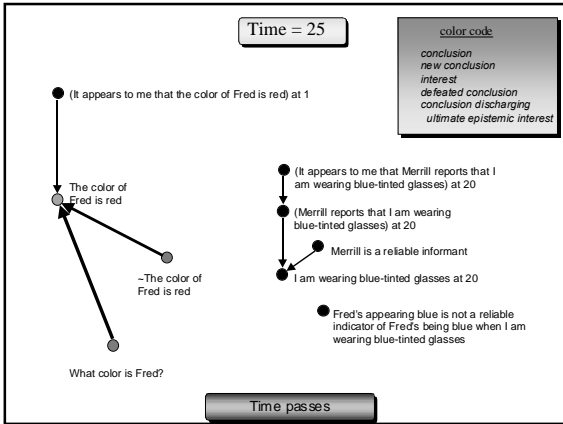 Time = 25
color code
conclusion
new conclusion
interest
defeated conclusion
conclusion discharging
ultimate epistemic interest
(It appears to me that the color of Fred is red) at 1
The color of
Fred is red
~The color of
Fred is red
What color is Fred?
(It appears to me that Merrill reports that I
am wearing blue-tinted glasses) at 20
(Merrill reports that I am wearing
blue-tinted glasses) at 20
Merrill is a reliable informant
I am wearing blue-tinted glasses at 20
Fred's appearing blue is not a reliable
indicator of Fred's being blue when I am
wearing blue-tinted glasses
Time passes